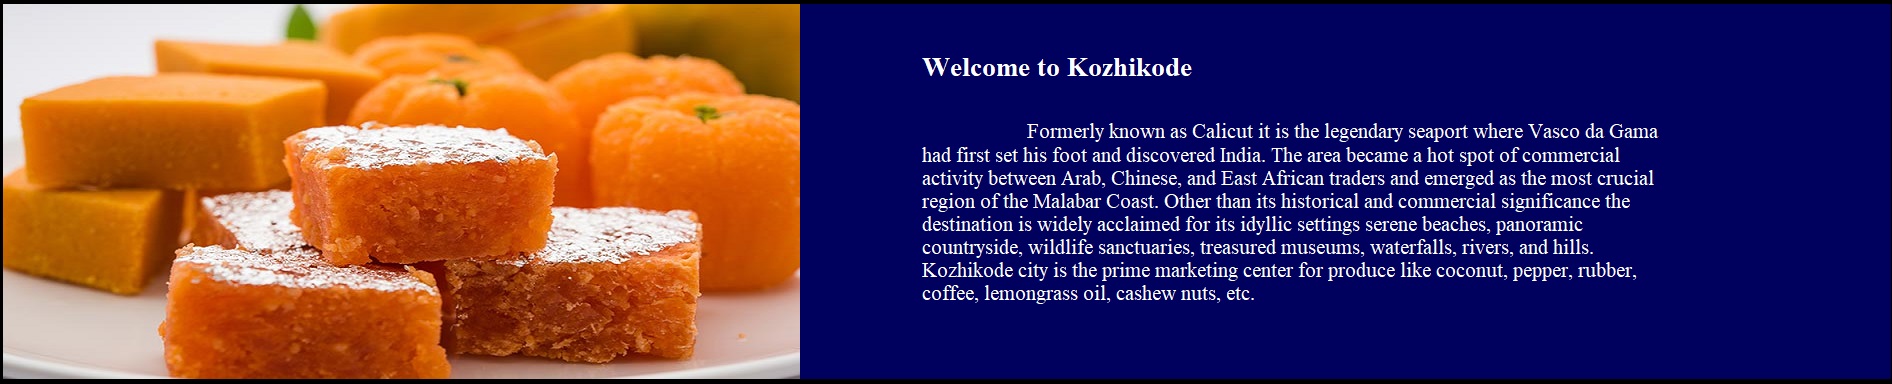 Welcome to Kozhikode
Formerly known as Calicut it is the legendary seaport where Vasco da Gama
had first set his foot and discovered India. The area became a hot spot of commercial
activity between Arab, Chinese, and East African traders and emerged as the most crucial
region of the Malabar Coast. Other than its historical and commercial significance the
destination is widely acclaimed for its idyllic settings serene beaches, panoramic
countryside, wildlife sanctuaries, treasured museums, waterfalls, rivers, and hills.
Kozhikode city is the prime marketing center for produce like coconut, pepper, rubber,
coffee, lemongrass oil, cashew nuts, etc.